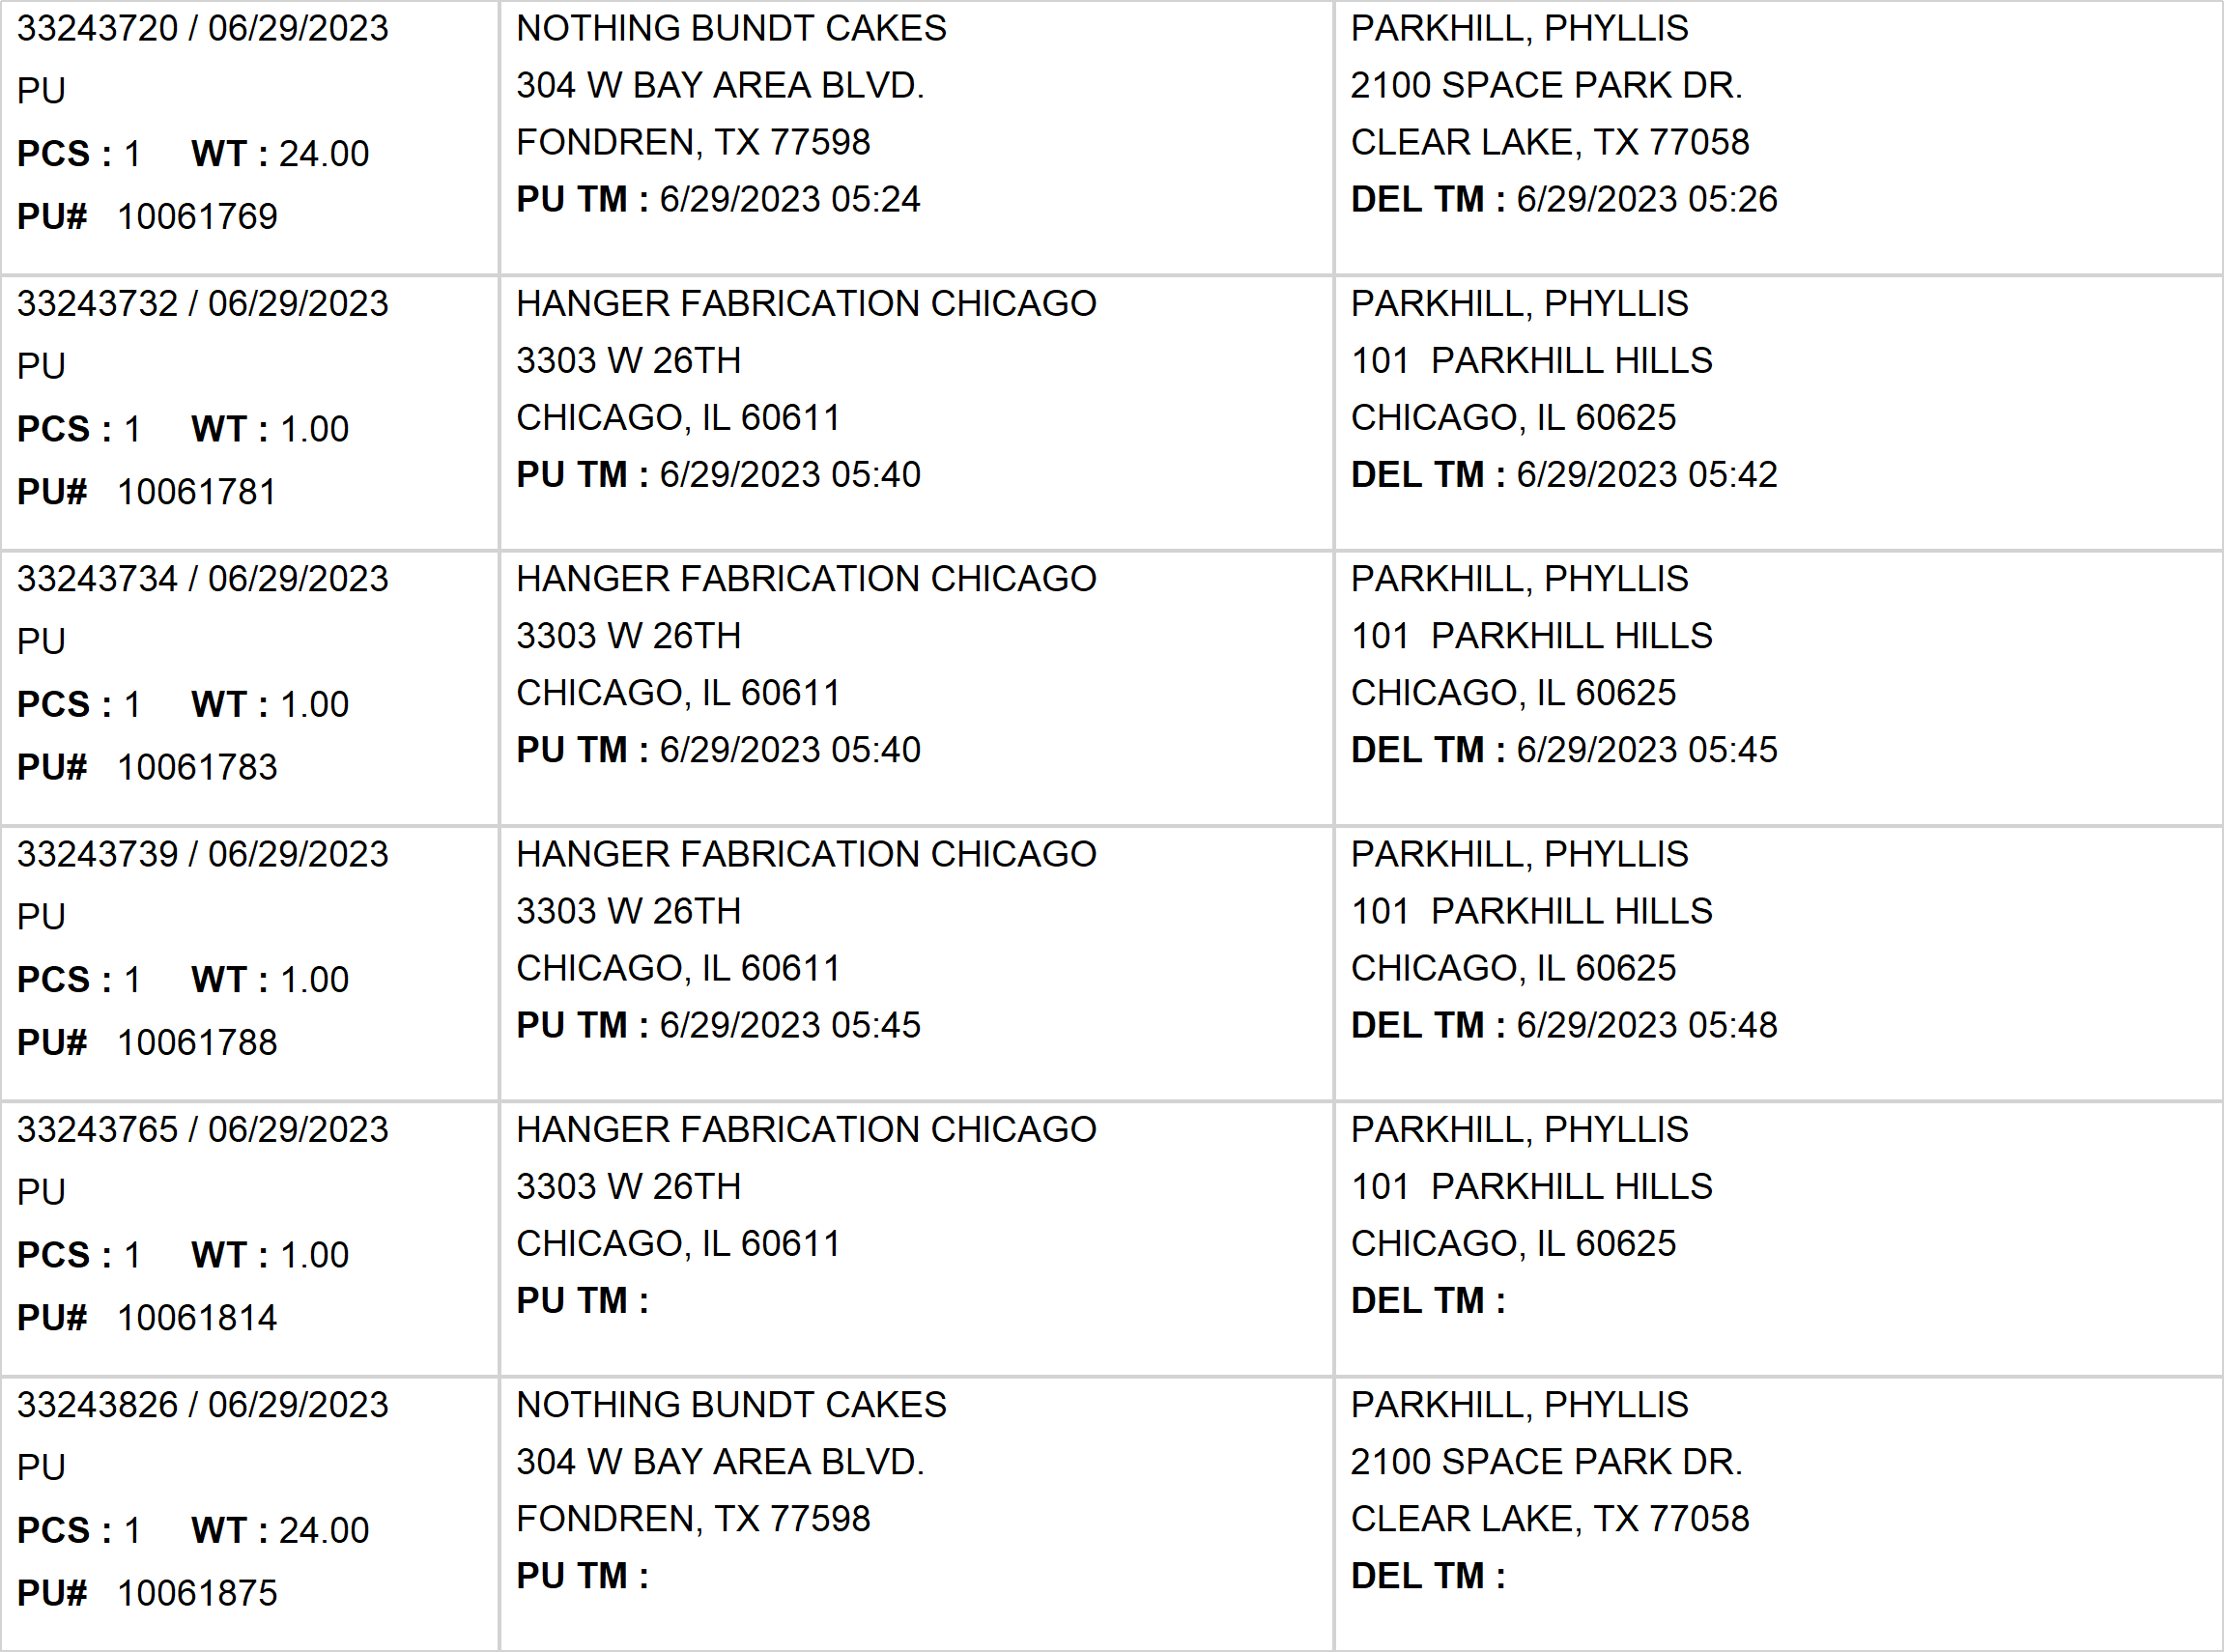 33243720 / 06/29/2023
PU
PCS : 1 WT : 24.00
PU# 10061769
NOTHING BUNDT CAKES
304 W BAY AREA BLVD.
FONDREN, TX 77598
PU TM : 6/29/2023 05:24
PARKHILL, PHYLLIS
2100 SPACE PARK DR.
CLEAR LAKE, TX 77058
DEL TM : 6/29/2023 05:26
33243732 / 06/29/2023
PU
PCS : 1 WT : 1.00
PU# 10061781
HANGER FABRICATION CHICAGO
3303 W 26TH
CHICAGO, IL 60611
PU TM : 6/29/2023 05:40
PARKHILL, PHYLLIS
101 PARKHILL HILLS
CHICAGO, IL 60625
DEL TM : 6/29/2023 05:42
33243734 / 06/29/2023
PU
PCS : 1 WT : 1.00
PU# 10061783
HANGER FABRICATION CHICAGO
3303 W 26TH
CHICAGO, IL 60611
PU TM : 6/29/2023 05:40
PARKHILL, PHYLLIS
101 PARKHILL HILLS
CHICAGO, IL 60625
DEL TM : 6/29/2023 05:45
33243739 / 06/29/2023
PU
PCS : 1 WT : 1.00
PU# 10061788
HANGER FABRICATION CHICAGO
3303 W 26TH
CHICAGO, IL 60611
PU TM : 6/29/2023 05:45
PARKHILL, PHYLLIS
101 PARKHILL HILLS
CHICAGO, IL 60625
DEL TM : 6/29/2023 05:48
33243765 / 06/29/2023
PU
PCS : 1 WT : 1.00
PU# 10061814
HANGER FABRICATION CHICAGO
3303 W 26TH
CHICAGO, IL 60611
PU TM :
PARKHILL, PHYLLIS
101 PARKHILL HILLS
CHICAGO, IL 60625
DEL TM :
33243826 / 06/29/2023
PU
PCS : 1 WT : 24.00
PU# 10061875
NOTHING BUNDT CAKES
304 W BAY AREA BLVD.
FONDREN, TX 77598
PU TM :
PARKHILL, PHYLLIS
2100 SPACE PARK DR.
CLEAR LAKE, TX 77058
DEL TM :